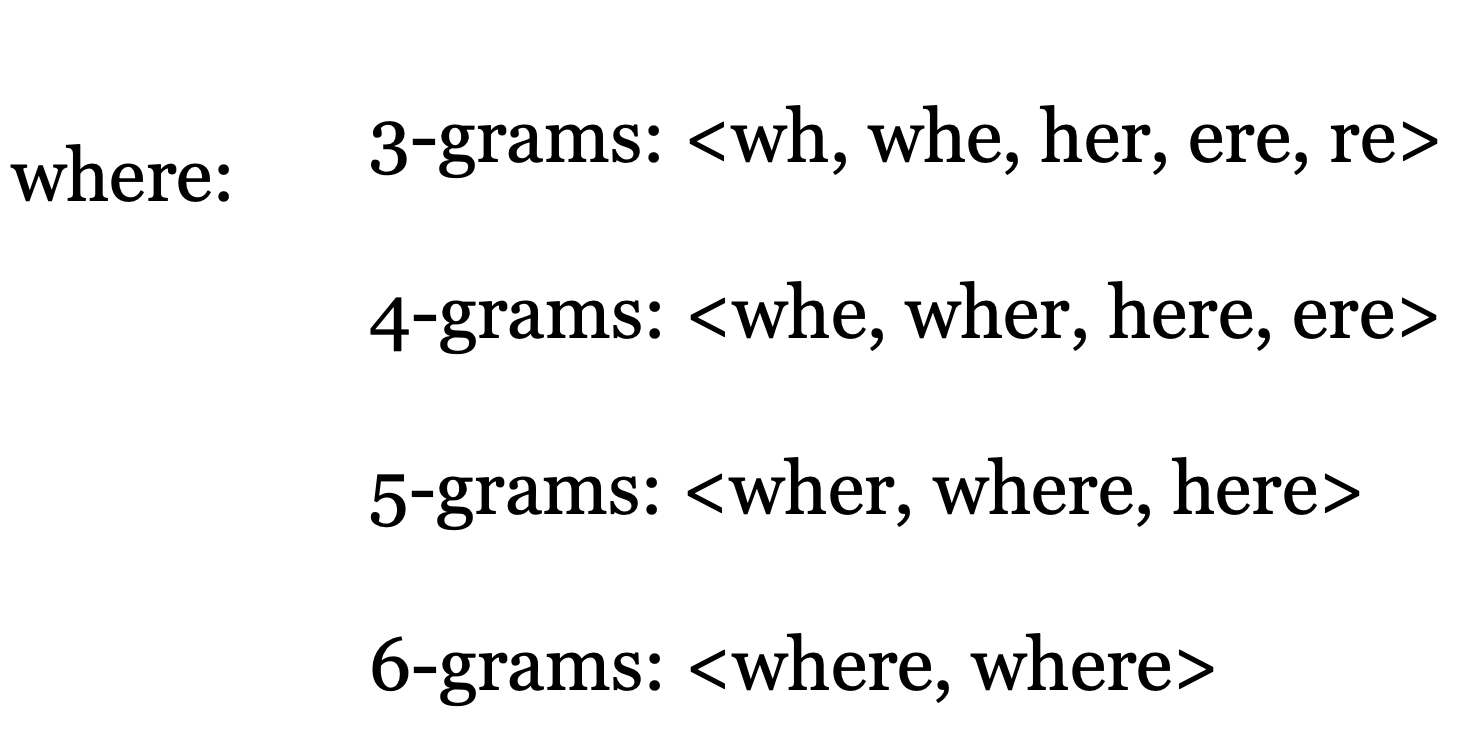 where:
3-grams: <wh, whe, her, ere, re>
4-grams: <whe, wher, here, ere>
5-grams: <wher, where, here>
6-grams: <where, where>